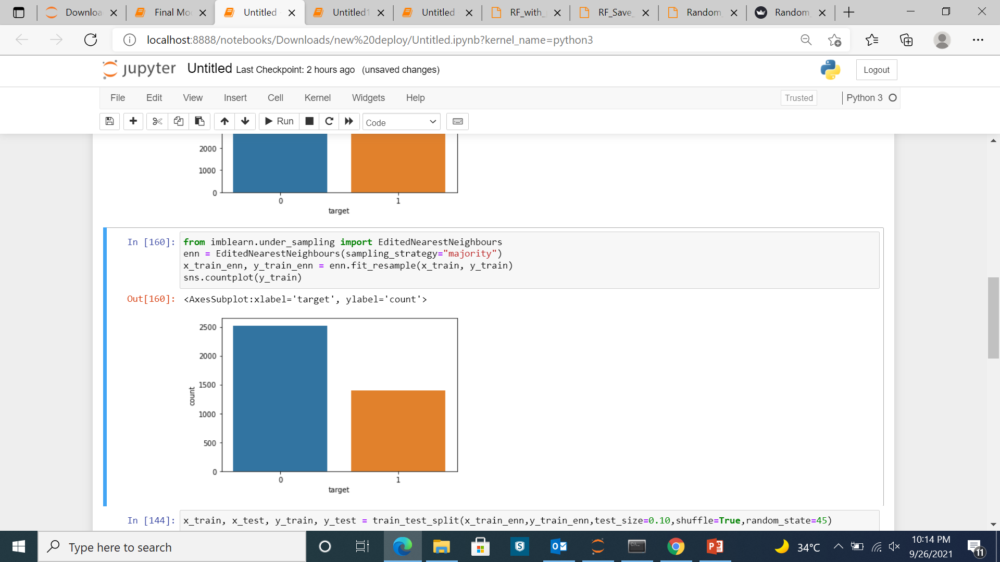 Downloa
Final Mo
Untitled
Untitled1
Untitled
RF_with_
RF_Save_
Random_
Random_
localhost:8888/notebooks/Downloads/new%20deploy/Untitled.ipynb?kernel_name=python3
jupyter Untitled Last Checkpoint: 2 hours ago (unsaved changes)
Logout
File Edit View Insert Cell Kernel Widgets Help
Trusted
Python 3
Run
Code
2000
1000
0
0 1
target
In [160]:
from imblearn.under_sampling import EditedNearestNeighbours
enn = EditedNearestNeighbours(sampling_strategy="majority")
x_train_enn, y_train_enn = enn.fit_resample(x_train, y_train)
sns.countplot(y_train)
Out[160]: <AxesSubplot:xlabel='target', ylabel='count'>
2500
2000
1500
1000
500
0
count
0 1
target
In [144]: x_train, x_test, y_train, y_test = train_test_split(x_train_enn,y_train_enn,test_size=0.10,shuffle=True,random_state=45)
Type here to search
34°C
10:14 PM
9/26/2021
11